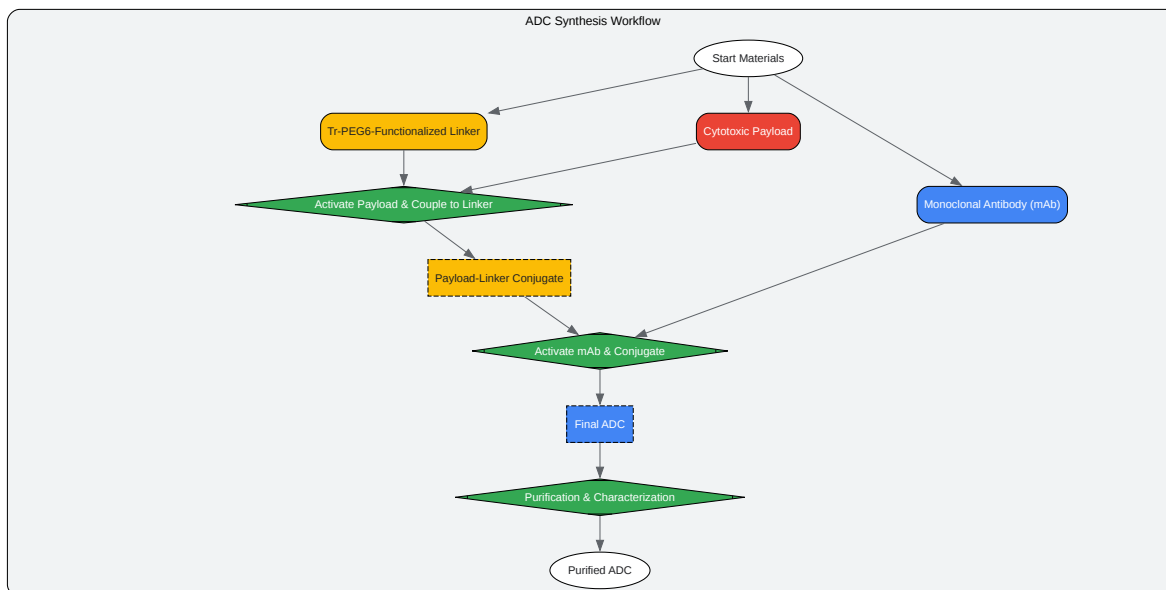 ADC Synthesis Workflow
Start Materials
Tr-PEG6-Functionalized Linker
Cytotoxic Payload
Activate Payload & Couple to Linker
Monoclonal Antibody (mAb)
Payload-Linker Conjugate
Activate mAb & Conjugate
Final ADC
Purification & Characterization
Purified ADC